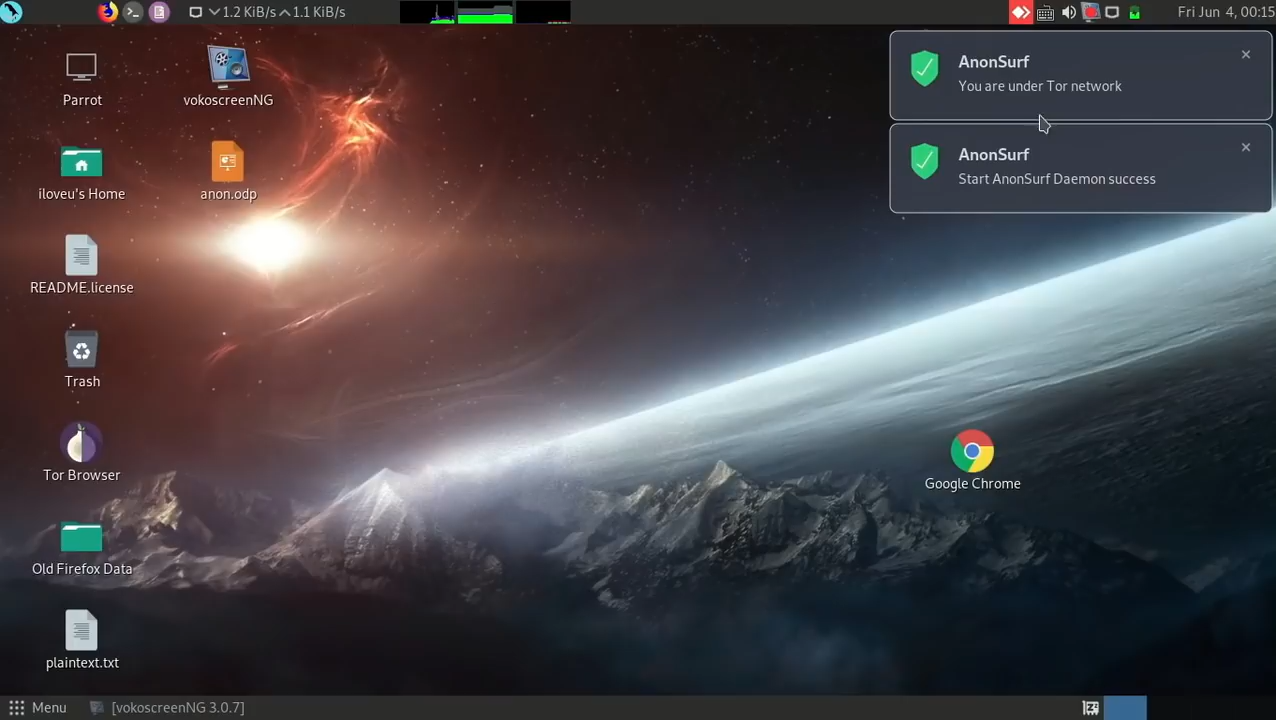 1.2 KiB/s 1.1 KiB/s
Fri Jun 4, 00:15
AnonSurf
You are under Tor network
AnonSurf
Start AnonSurf Daemon success
Parrot
vokoscreenNG
iloveu's Home
anon.odp
README.license
Trash
Tor Browser
Google Chrome
Old Firefox Data
plaintext.txt
Menu
[vokoscreenNG 3.0.7]